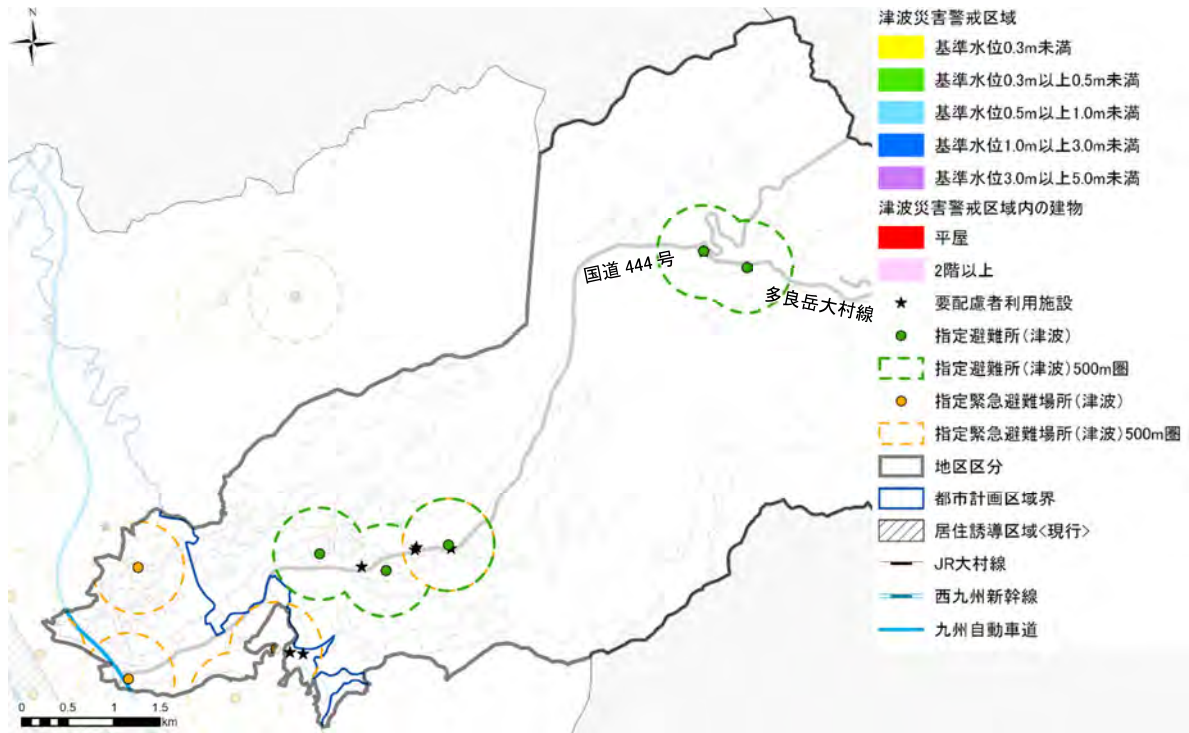 N
国道 444 号
多良岳大村線
0 0.5 1 1.5
km
津波災害警戒区域
基準水位0.3m未満
基準水位0.3m以上0.5m未満
基準水位0.5m以上1.0m未満
基準水位1.0m以上3.0m未満
基準水位3.0m以上5.0m未満
津波災害警戒区域内の建物
平屋
2階以上
要配慮者利用施設
指定避難所(津波)
指定避難所(津波)500m圏
指定緊急避難場所(津波)
指定緊急避難場所(津波)500m圏
地区区分
都市計画区域界
居住誘導区域<現行>
JR大村線
西九州新幹線
九州自動車道